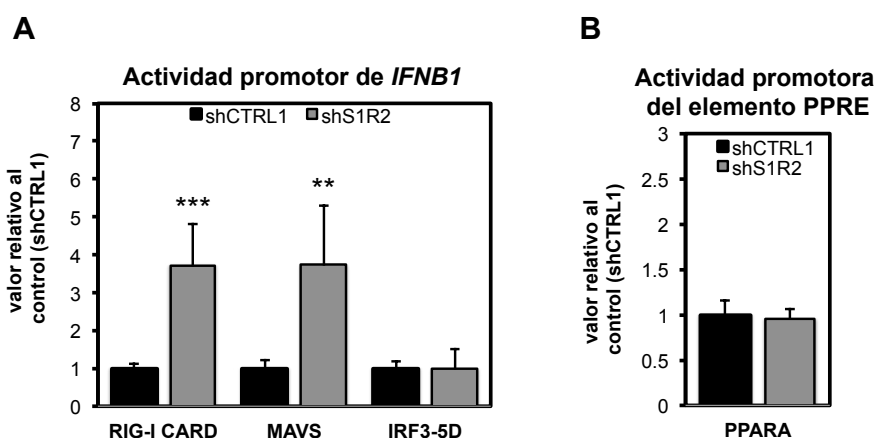 A
Actividad promotor de IFNB1
shCTRL1 shS1R2
valor relativo al
control (shCTRL1)
8
7
6
5
4
3
2
1
0
***
**
RIG-I CARD MAVS IRF3-5D
B
Actividad promotora
del elemento PPRE
shCTRL1
shS1R2
valor relativo al
control (shCTRL1)
3
2.5
2
1.5
1
0.5
0
PPARA